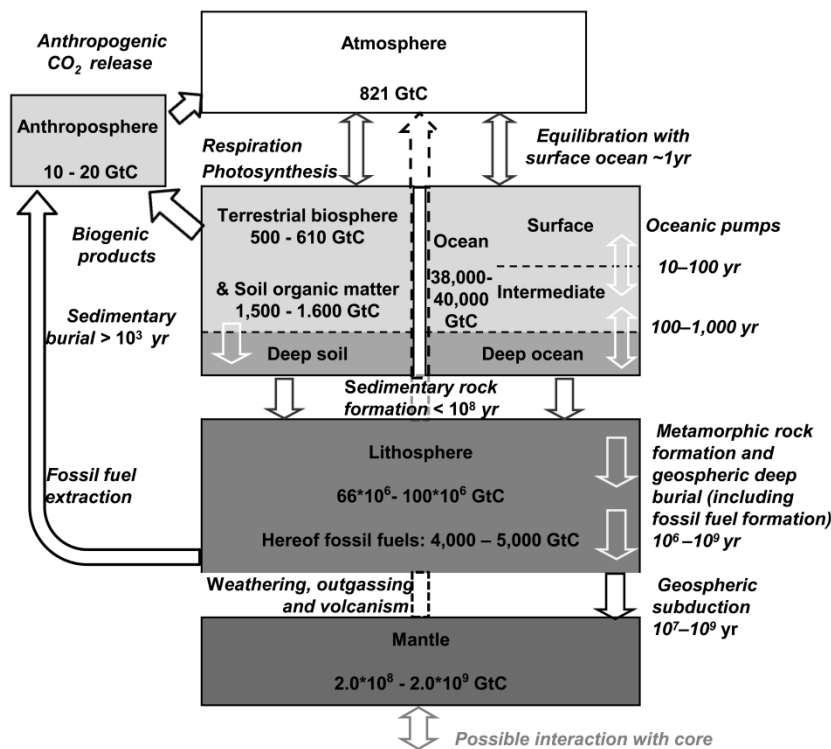 Anthropogenic
CO₂ release
Atmosphere
821 GtC
Anthroposphere
10 - 20 GtC
Respiration
Photosynthesis
Equilibration with
surface ocean ~1yr
Biogenic
products
Terrestrial biosphere
500 - 610 GtC
& Soil organic matter
1,500 - 1.600 GtC
Deep soil
Ocean
38,000-
40,000
GtC
Surface
Intermediate
Deep ocean
Oceanic pumps
10–100 yr
100–1,000 yr
Sedimentary
burial > 10³ yr
Sedimentary rock
formation < 10⁸ yr
Fossil fuel
extraction
Lithosphere
66*10⁶- 100*10⁶ GtC
Hereof fossil fuels: 4,000 – 5,000 GtC
Metamorphic rock
formation and
geospheric deep
burial (including
fossil fuel formation)
10⁶–10⁹ yr
Weathering, outgassing
and volcanism
Geospheric
subduction
10⁷–10⁹ yr
Mantle
2.0*10⁸ - 2.0*10⁹ GtC
Possible interaction with core